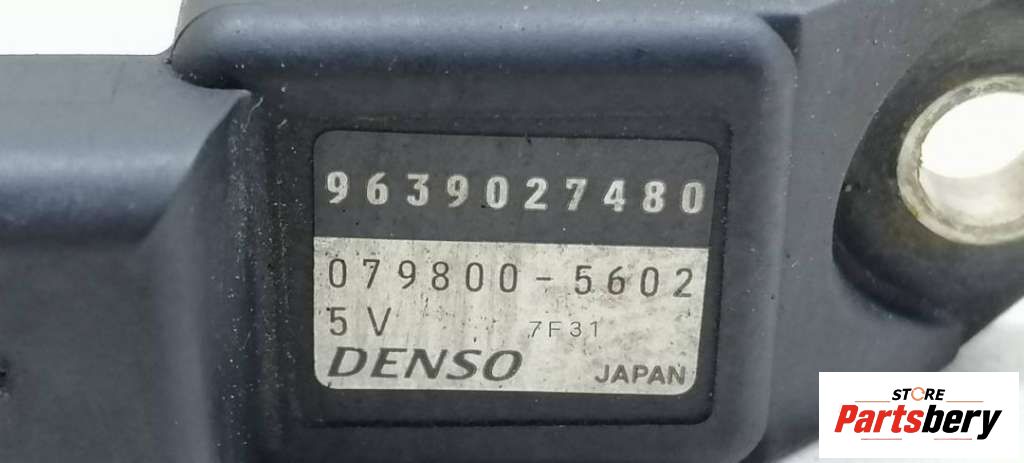 9639027480
079800-5602
5V 7F31
DENSO JAPAN
STORE
Partsbery